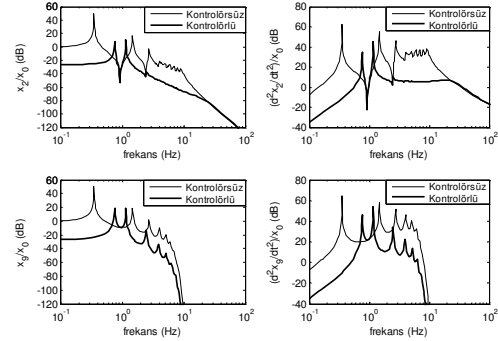 60
40
20
0
-20
-40
-60
-80
-100
-120
x2/x0 (dB)
10^-1 10^0 10^1 10^2
frekans (Hz)
Kontrolörsüz
Kontrolörlü
80
60
40
20
0
-20
-40
(d^2x2/dt^2)/x0 (dB)
10^-1 10^0 10^1 10^2
frekans (Hz)
Kontrolörsüz
Kontrolörlü
60
40
20
0
-20
-40
-60
-80
-100
-120
x9/x0 (dB)
10^-1 10^0 10^1 10^2
frekans (Hz)
Kontrolörsüz
Kontrolörlü
80
60
40
20
0
-20
-40
(d^2x9/dt^2)/x0 (dB)
10^-1 10^0 10^1 10^2
frekans (Hz)
Kontrolörsüz
Kontrolörlü